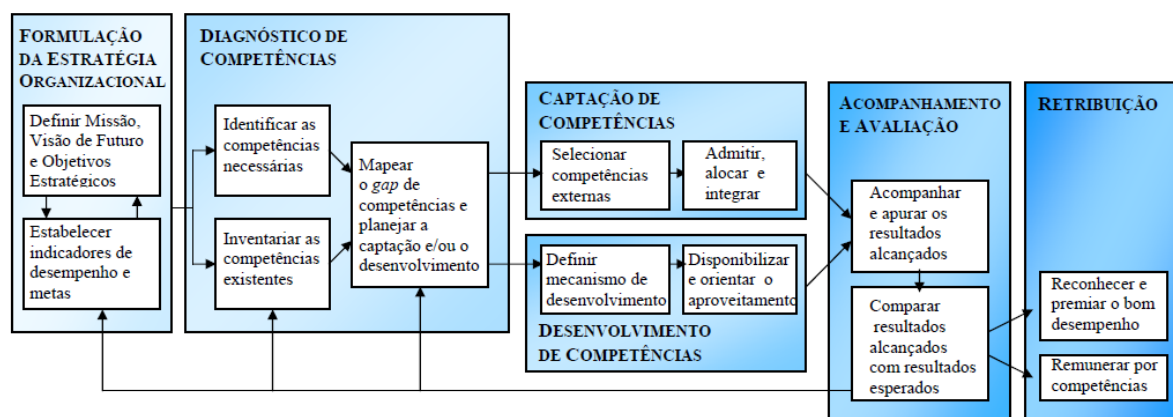 FORMULAÇÃO
DA ESTRATÉGIA
ORGANIZACIONAL
Definir Missão,
Visão de Futuro
e Objetivos
Estratégicos
Estabelecer
indicadores de
desempenho e
metas
DIAGNÓSTICO DE
COMPETÊNCIAS
Identificar as
competências
necessárias
Inventariar as
competências
existentes
Mapear
o gap de
competências e
planejar a
captação e/ou o
desenvolvimento
CAPTAÇÃO DE
COMPETÊNCIAS
Selecionar
competências
externas
Admitir,
alocar e
integrar
Definir
mecanismo de
desenvolvimento
Disponibilizar
e orientar o
aproveitamento
DESENVOLVIMENTO
DE COMPETÊNCIAS
ACOMPANHAMENTO
E AVALIAÇÃO
Acompanhar
e apurar os
resultados
alcançados
Comparar
resultados
alcançados
com resultados
esperados
RETRIBUIÇÃO
Reconhecer e
premiar o bom
desempenho
Remunerar por
competências